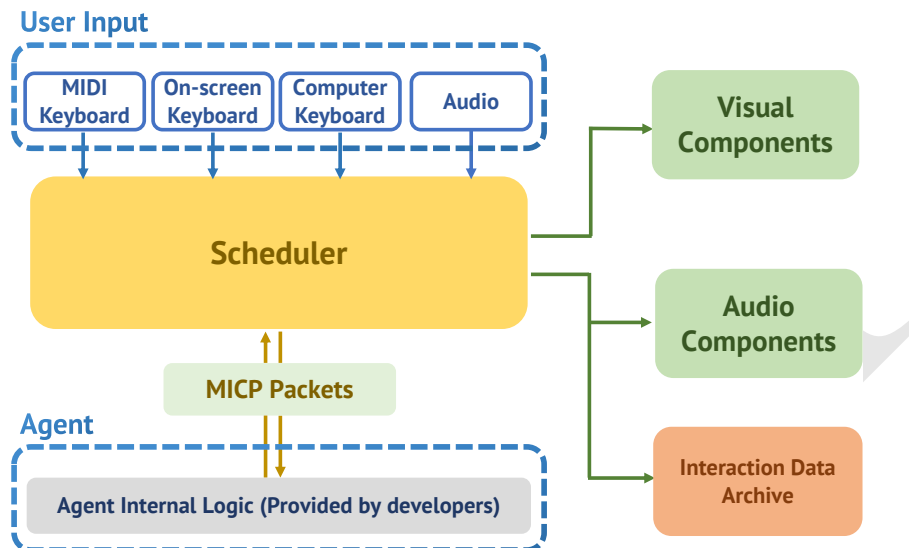 User Input
MIDI
Keyboard
On-screen
Keyboard
Computer
Keyboard
Audio
Visual
Components
Scheduler
Audio
Components
MICP Packets
Agent
Interaction Data
Archive
Agent Internal Logic (Provided by developers)